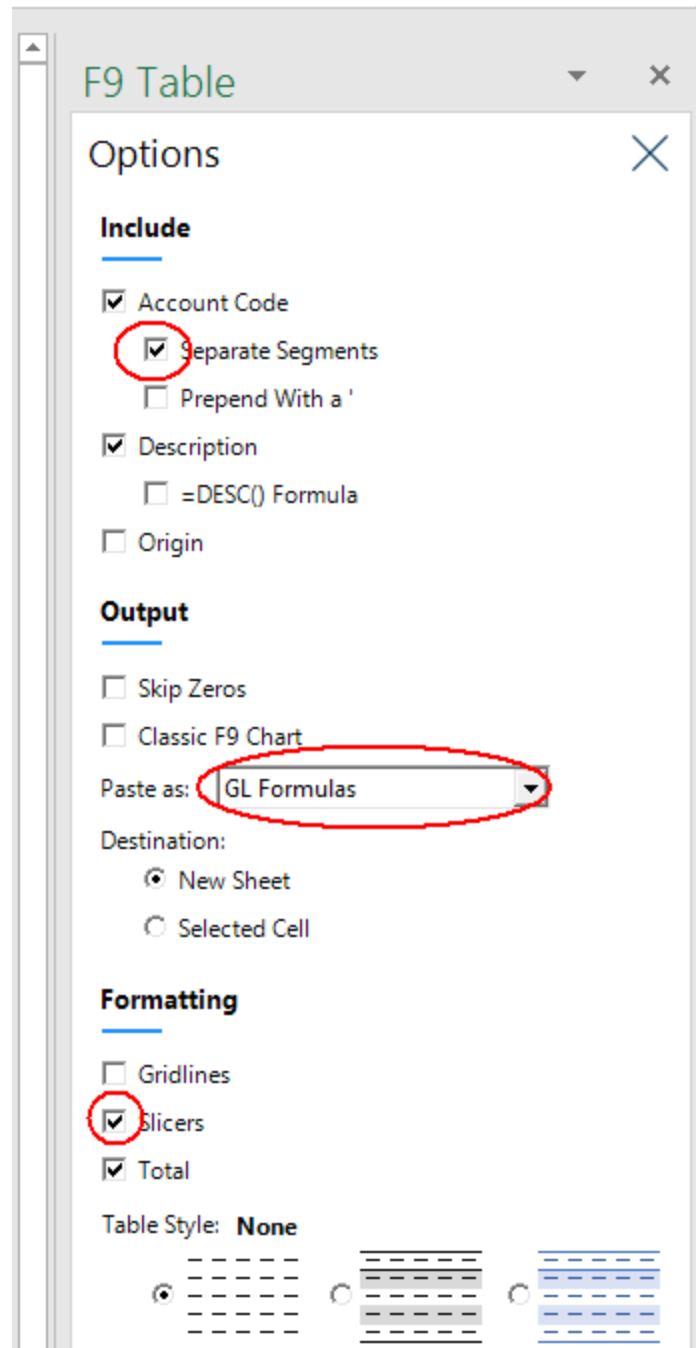 F9 Table
Options
Include
Account Code
Separate Segments
Prepend With a '
Description
=DESC() Formula
Origin
Output
Skip Zeros
Classic F9 Chart
Paste as: GL Formulas
Destination:
New Sheet
Selected Cell
Formatting
Gridlines
Slicers
Total
Table Style: None